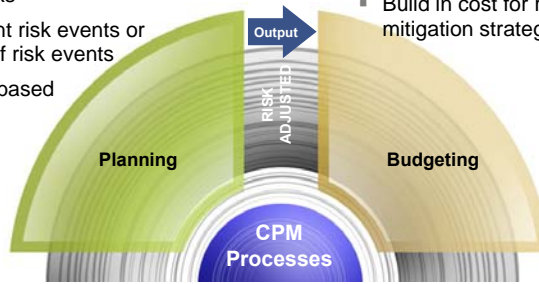 nt risk events or
f risk events
based
Build in cost for
mitigation strateg
Output
RISK
ADJUSTED
Planning
Budgeting
CPM
Processes